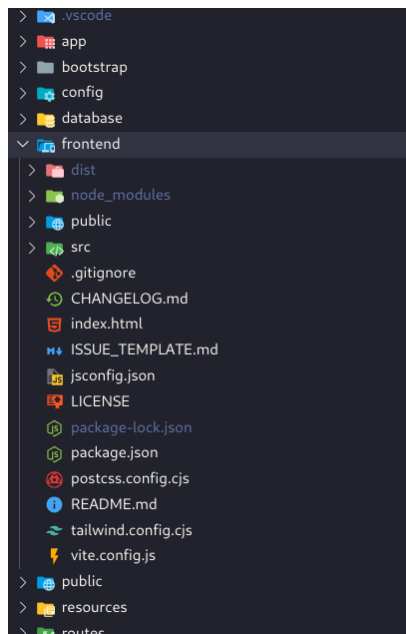 .vscode
app
bootstrap
config
database
frontend
dist
node_modules
public
src
.gitignore
CHANGELOG.md
index.html
ISSUE_TEMPLATE.md
jsconfig.json
LICENSE
package-lock.json
package.json
postcss.config.cjs
README.md
tailwind.config.cjs
vite.config.js
public
resources
routes